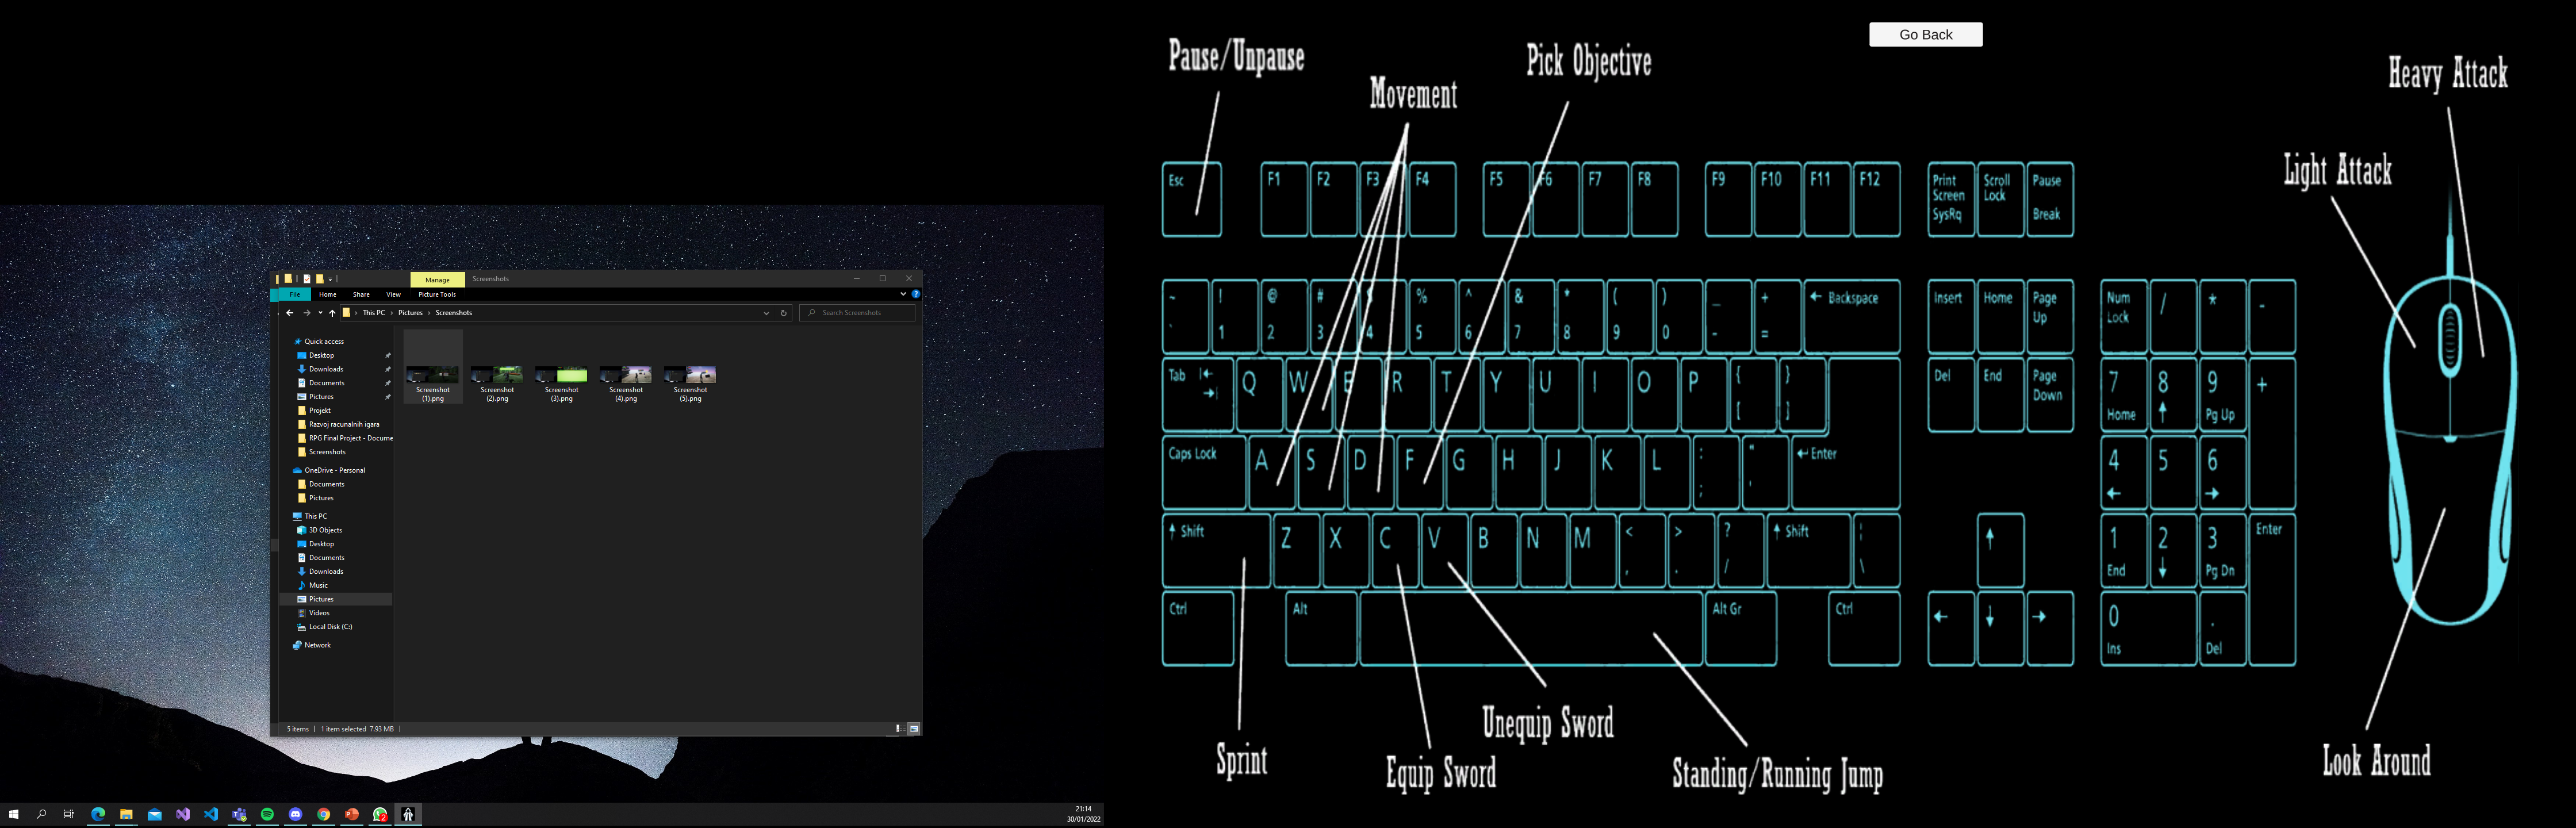 Manage
Screenshots
File
Home
Share
View
Picture Tools
This PC
Pictures
Screenshots
Search Screenshots
Quick access
Desktop
Downloads
Documents
Pictures
Projekt
Razvoj racunalnih igara
RPG Final Project - Docume
Screenshots
OneDrive - Personal
Documents
Pictures
This PC
3D Objects
Desktop
Documents
Downloads
Music
Pictures
Videos
Local Disk (C:)
Network
Screenshot
(1).png
Screenshot
(2).png
Screenshot
(3).png
Screenshot
(4).png
Screenshot
(5).png
5 items
1 item selected 7.93 MB
2
21:14
30/01/2022
Go Back
Pause/Unpause
Movement
Pick Objective
Heavy Attack
Light Attack
Esc
F1
F2
F3
F4
F5
F6
F7
F8
F9
F10
F11
F12
Print
Screen
SysRq
Scroll
Lock
Pause
Break
~
`
!
1
@
2
#
3
$
4
%
5
^
6
&
7
*
8
(
9
)
0
_
-
+
=
← Backspace
Insert
Home
Page
Up
Num
Lock
/
*
-
Tab
Q
W
E
R
T
Y
U
I
O
P
{
[
}
]
Del
End
Page
Down
7
Home
8
↑
9
Pg Up
+
Caps Lock
A
S
D
F
G
H
J
K
L
:
;
"
'
↵ Enter
4
←
5
6
→
↑ Shift
Z
X
C
V
B
N
M
<
,
>
.
?
/
↑ Shift
|
\
↑
1
End
2
↓
3
Pg Dn
Enter
Ctrl
Alt
Alt Gr
Ctrl
←
↓
→
0
Ins
.
Del
Sprint
Equip Sword
Unequip Sword
Standing/Running Jump
Look Around